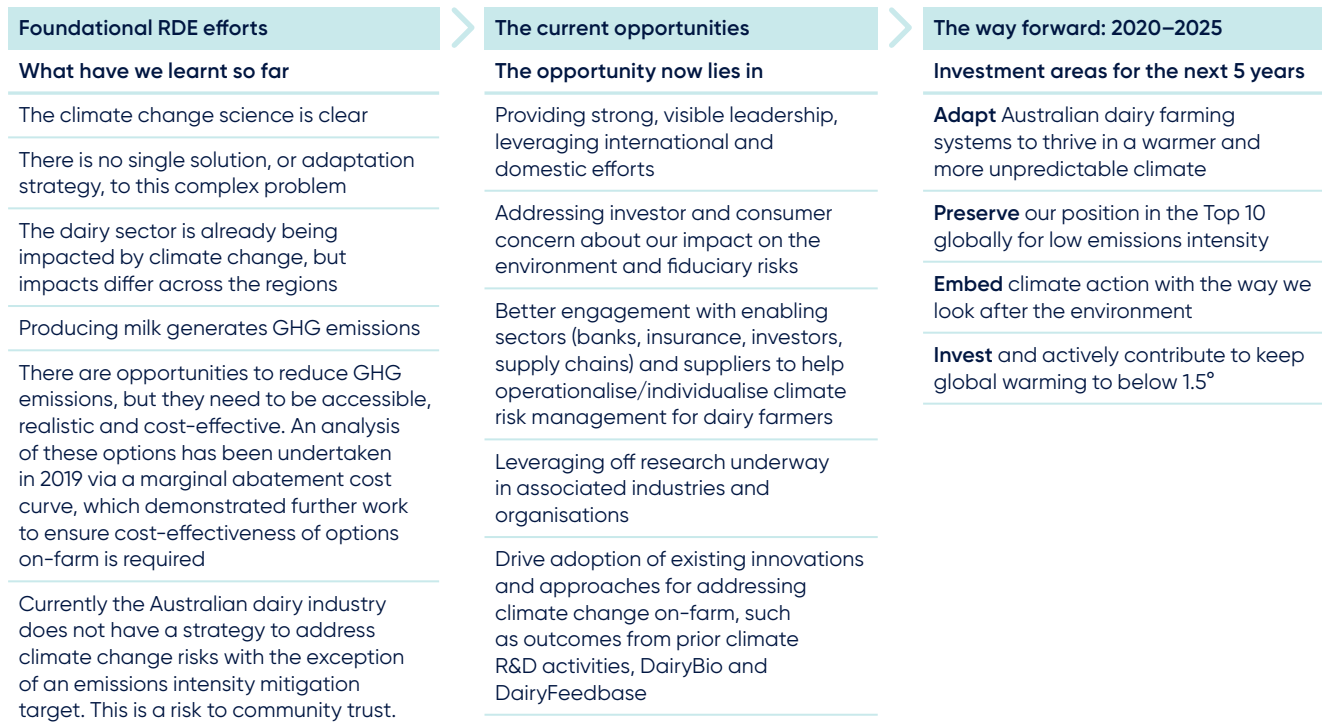 Foundational RDE efforts
What have we learnt so far
The climate change science is clear
There is no single solution, or adaptation
strategy, to this complex problem
The dairy sector is already being
impacted by climate change, but
impacts differ across the regions
Producing milk generates GHG emissions
There are opportunities to reduce GHG
emissions, but they need to be accessible,
realistic and cost-effective. An analysis
of these options has been undertaken
in 2019 via a marginal abatement cost
curve, which demonstrated further work
to ensure cost-effectiveness of options
on-farm is required
Currently the Australian dairy industry
does not have a strategy to address
climate change risks with the exception
of an emissions intensity mitigation
target. This is a risk to community trust.
The current opportunities
The opportunity now lies in
Providing strong, visible leadership,
leveraging international and
domestic efforts
Addressing investor and consumer
concern about our impact on the
environment and fiduciary risks
Better engagement with enabling
sectors (banks, insurance, investors,
supply chains) and suppliers to help
operationalise/individualise climate
risk management for dairy farmers
Leveraging off research underway
in associated industries and
organisations
Drive adoption of existing innovations
and approaches for addressing
climate change on-farm, such
as outcomes from prior climate
R&D activities, DairyBio and
DairyFeedbase
The way forward: 2020–2025
Investment areas for the next 5 years
Adapt Australian dairy farming
systems to thrive in a warmer and
more unpredictable climate
Preserve our position in the Top 10
globally for low emissions intensity
Embed climate action with the way we
look after the environment
Invest and actively contribute to keep
global warming to below 1.5°